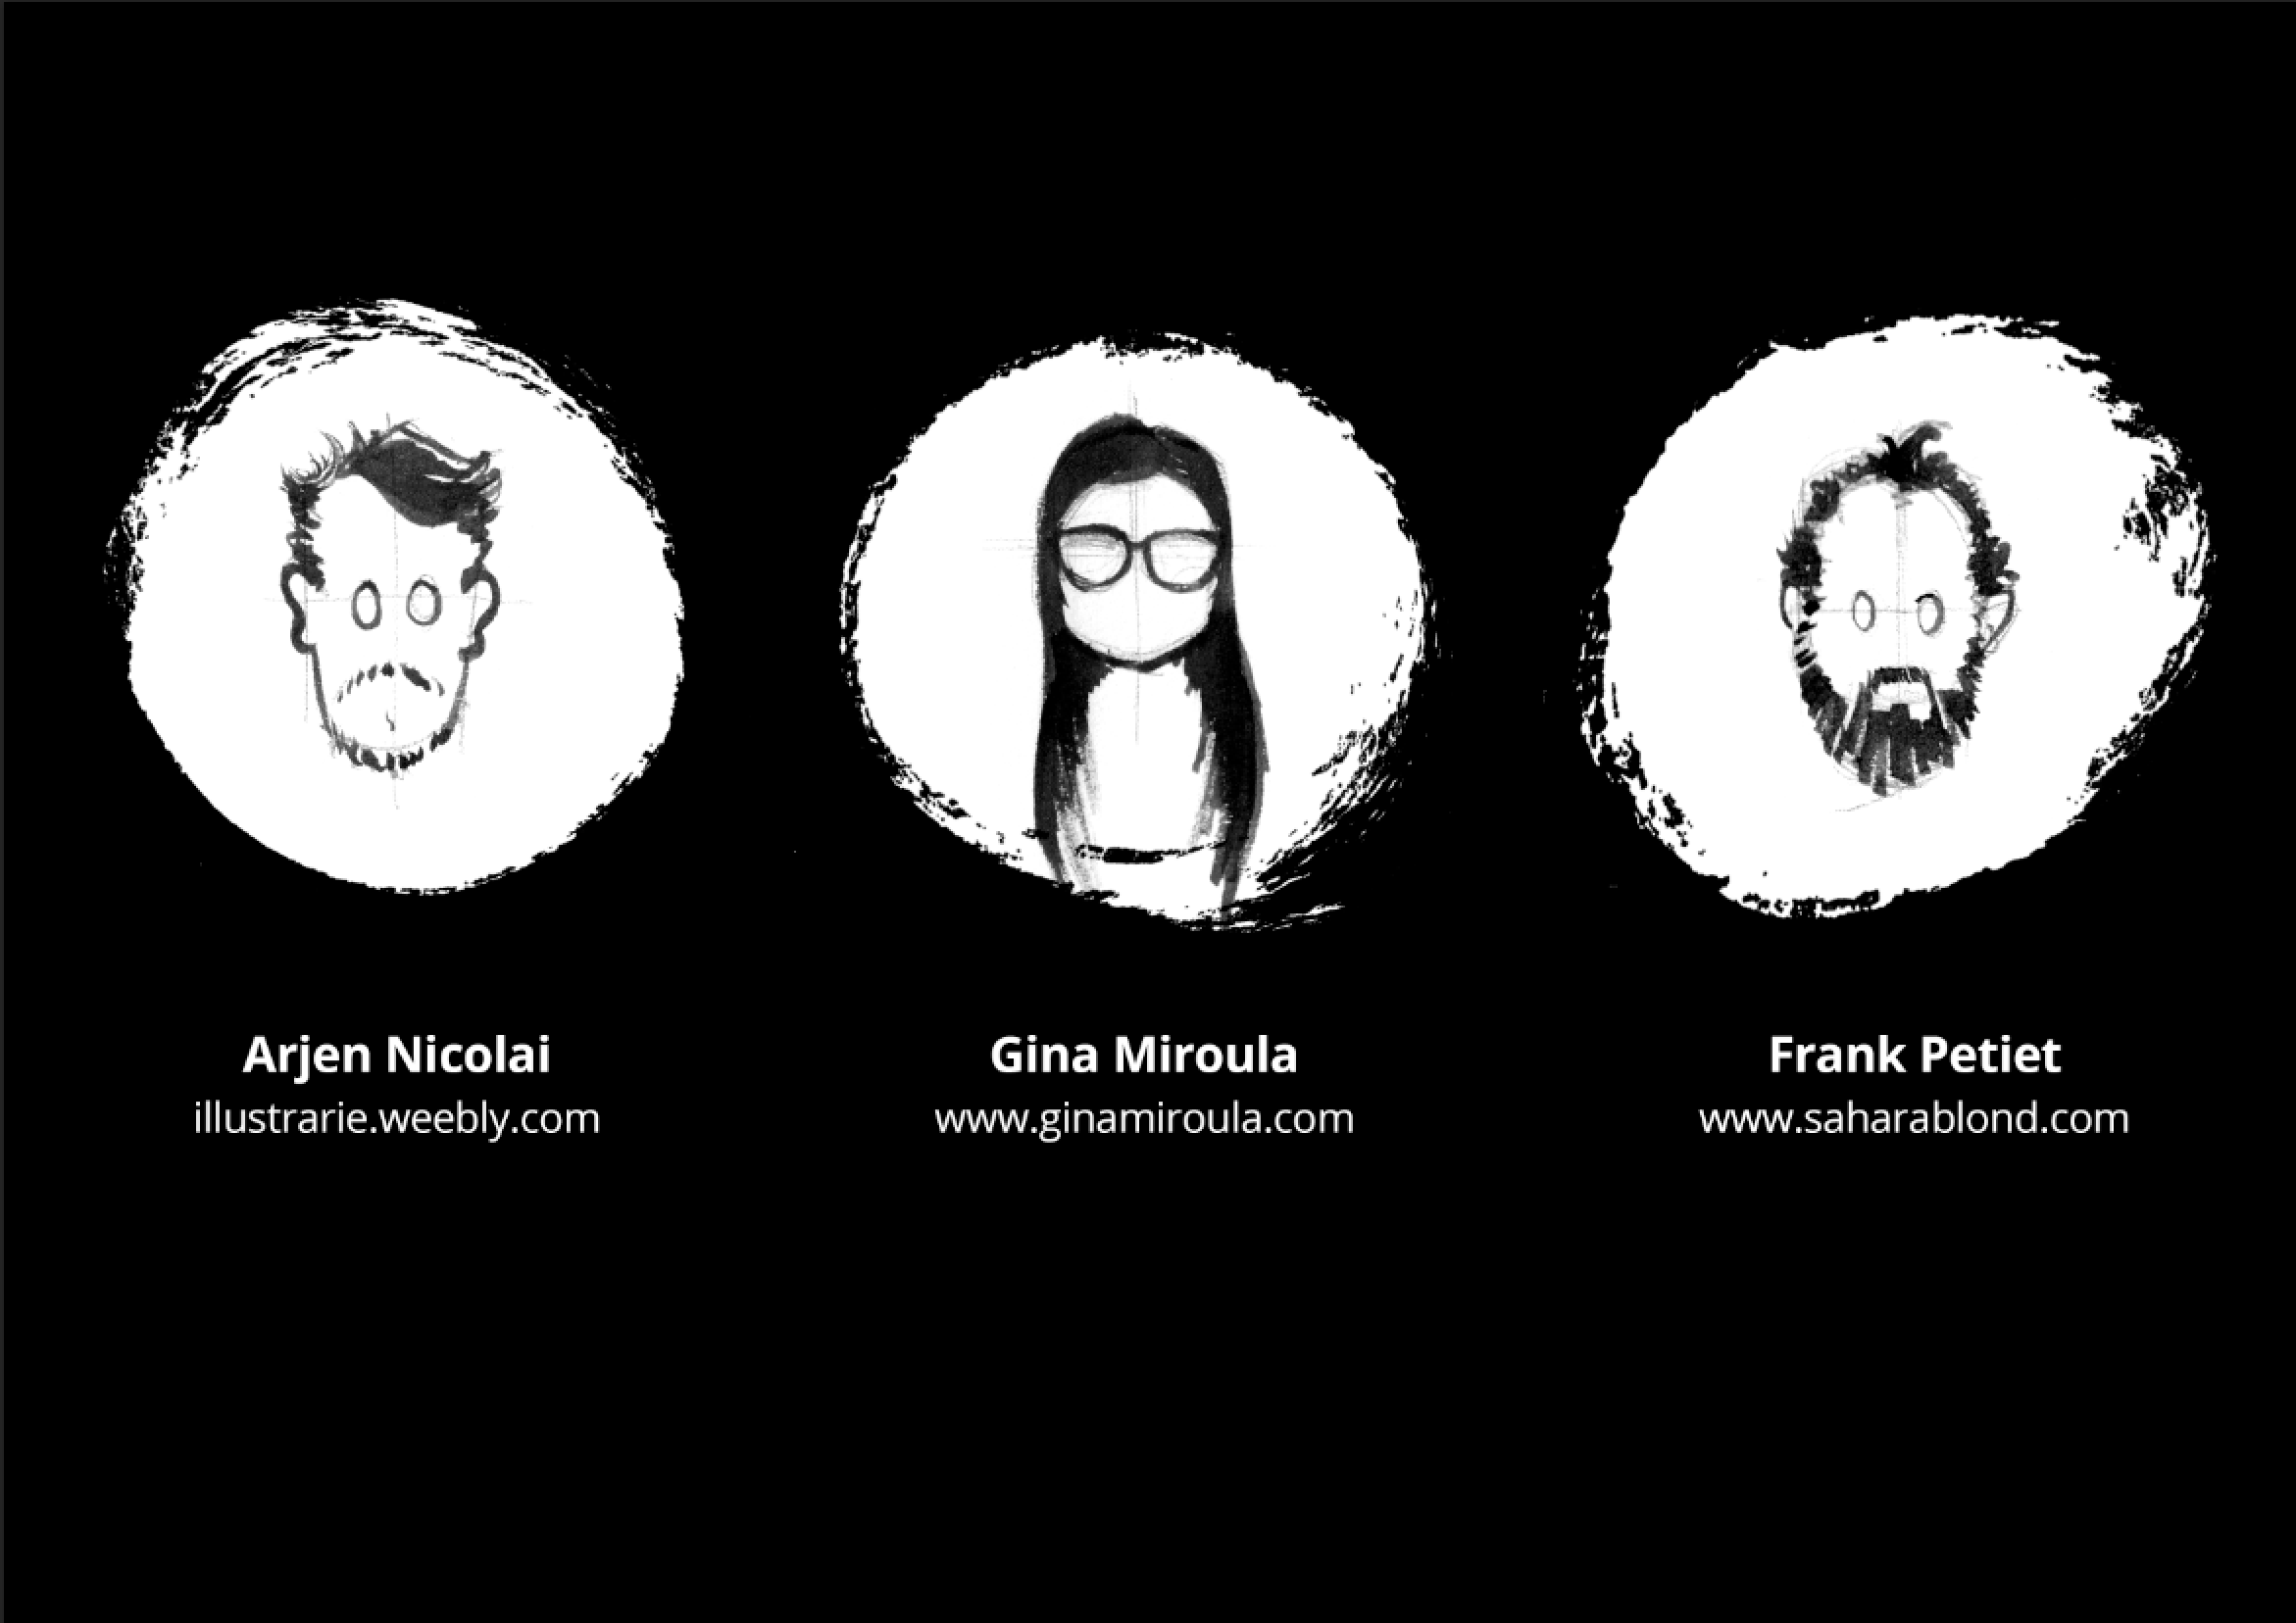 Arjen Nicolai
illustrarie.weebly.com
Gina Miroula
www.ginamiroula.com
Frank Petiet
www.saharablond.com